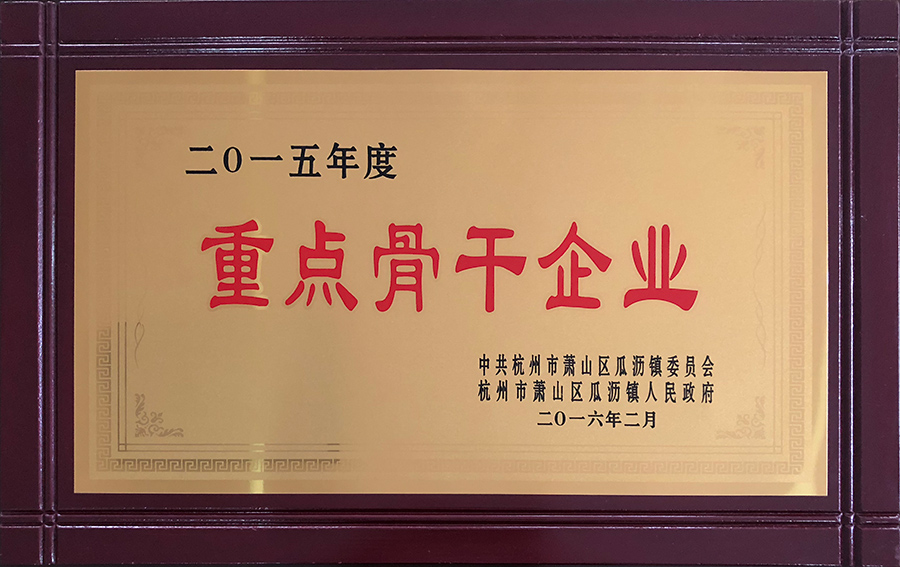 二〇一五年度
重点骨干企业
中共杭州市萧山区瓜沥镇委员会
杭州市萧山区瓜沥镇人民政府
二〇一六年二月